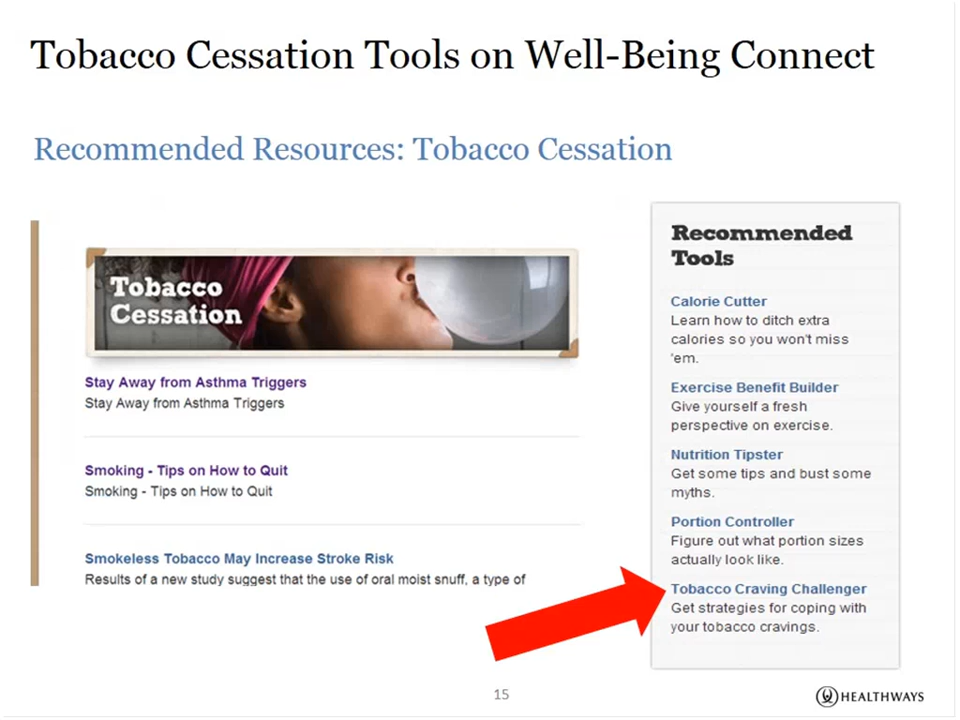 Tobacco Cessation Tools on Well-Being Connect
Recommended Resources: Tobacco Cessation
Tobacco
Cessation
Stay Away from Asthma Triggers
Stay Away from Asthma Triggers
Smoking - Tips on How to Quit
Smoking - Tips on How to Quit
Smokeless Tobacco May Increase Stroke Risk
Results of a new study suggest that the use of oral moist snuff, a type of
Recommended
Tools
Calorie Cutter
Learn how to ditch extra
calories so you won't miss
'em.
Exercise Benefit Builder
Give yourself a fresh
perspective on exercise.
Nutrition Tipster
Get some tips and bust some
myths.
Portion Controller
Figure out what portion sizes
actually look like.
Tobacco Craving Challenger
Get strategies for coping with
your tobacco cravings.
15
HEALTHWAYS